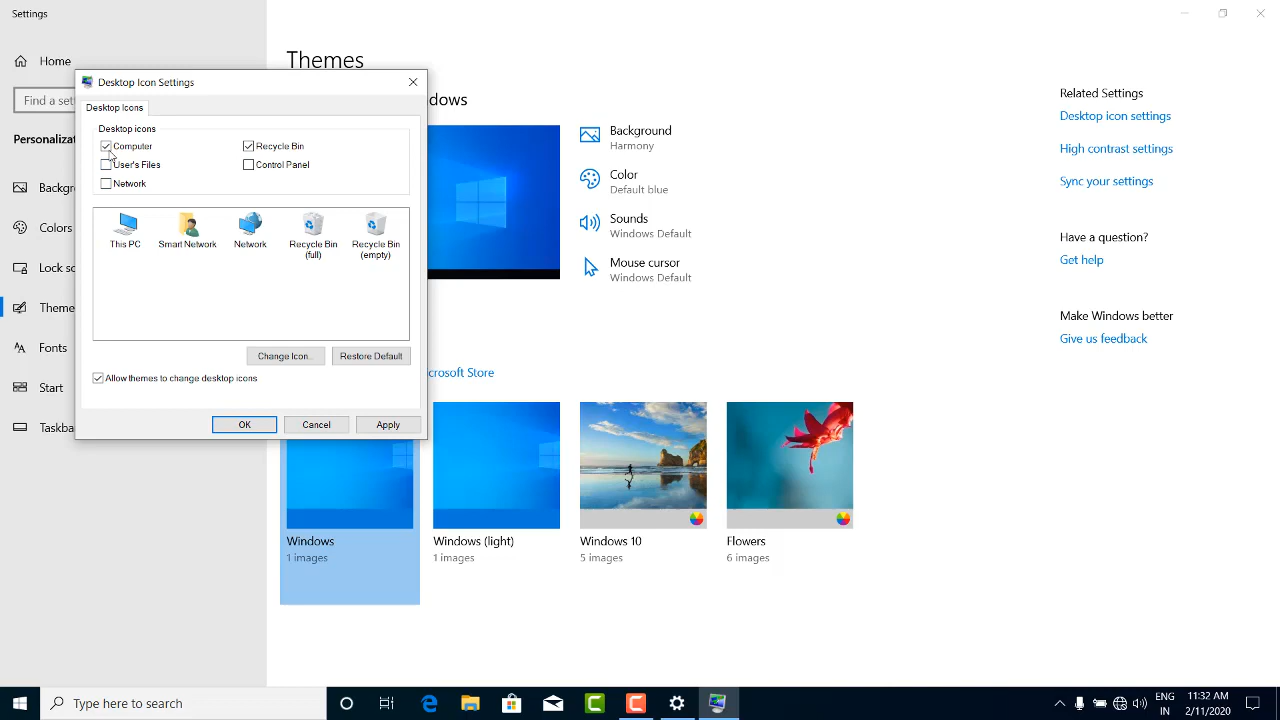 Settings
Home
Find a set
Personalizat
Backgr
Colors
Lock sc
Theme
Fonts
Start
Taskba
Desktop Icon Settings
Desktop Icons
Desktop icons
Computer
Recycle Bin
User's Files
Control Panel
Network
This PC
Smart Network
Network
Recycle Bin
(full)
Recycle Bin
(empty)
Change Icon...
Restore Default
Allow themes to change desktop icons
OK
Cancel
Apply
Themes
dows
Background
Harmony
Color
Default blue
Sounds
Windows Default
Mouse cursor
Windows Default
crosoft Store
Windows
1 images
Windows (light)
1 images
Windows 10
5 images
Flowers
6 images
Related Settings
Desktop icon settings
High contrast settings
Sync your settings
Have a question?
Get help
Make Windows better
Give us feedback
Type here to search
ENG
IN
11:32 AM
2/11/2020